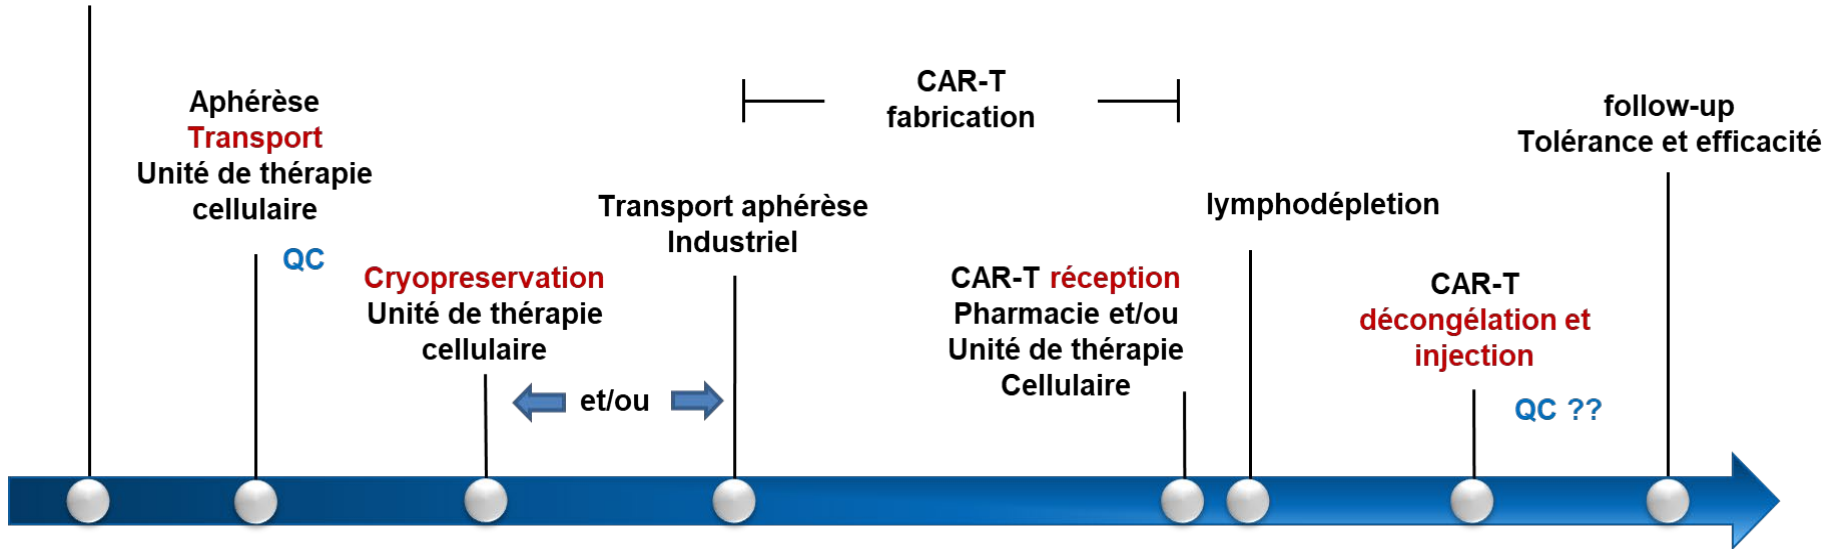 Aphérèse
Transport
Unité de thérapie
cellulaire
QC
Cryopreservation
Unité de thérapie
cellulaire
et/ou
Transport aphérèse
Industriel
CAR-T
fabrication
CAR-T réception
Pharmacie et/ou
Unité de thérapie
Cellulaire
lymphodépletion
CAR-T
décongélation et
injection
QC ??
follow-up
Tolérance et efficacité